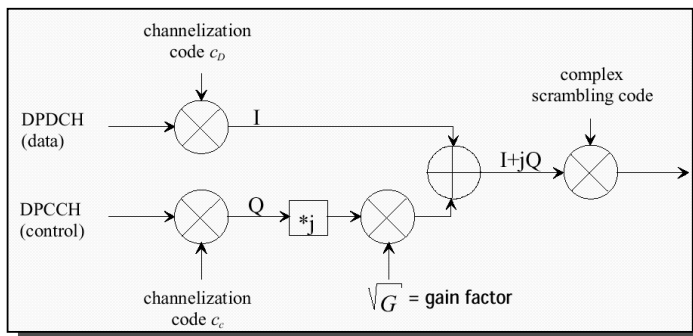 channelization
code c_D
complex
scrambling code
DPDCH
(data)
I
I+jQ
DPCCH
(control)
Q
*j
channelization
code c_c
√G = gain factor